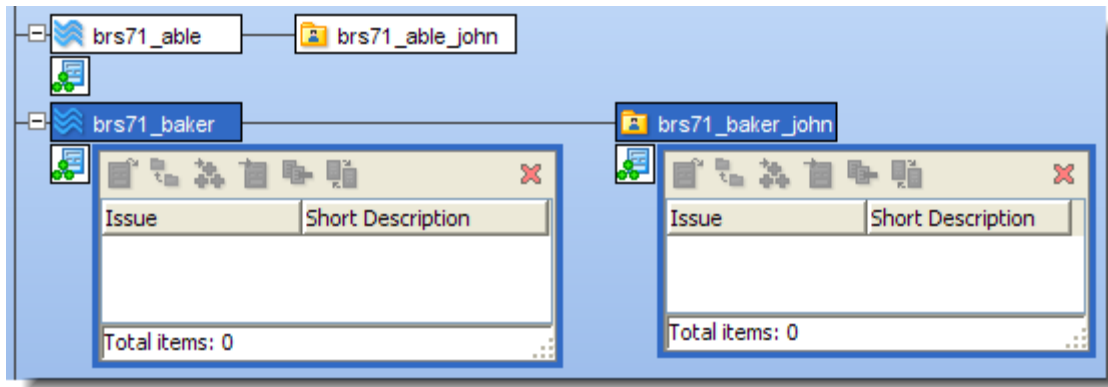 brs71_able brs71_able_john
brs71_baker brs71_baker_john
Issue Short Description
Total items: 0
Issue Short Description
Total items: 0